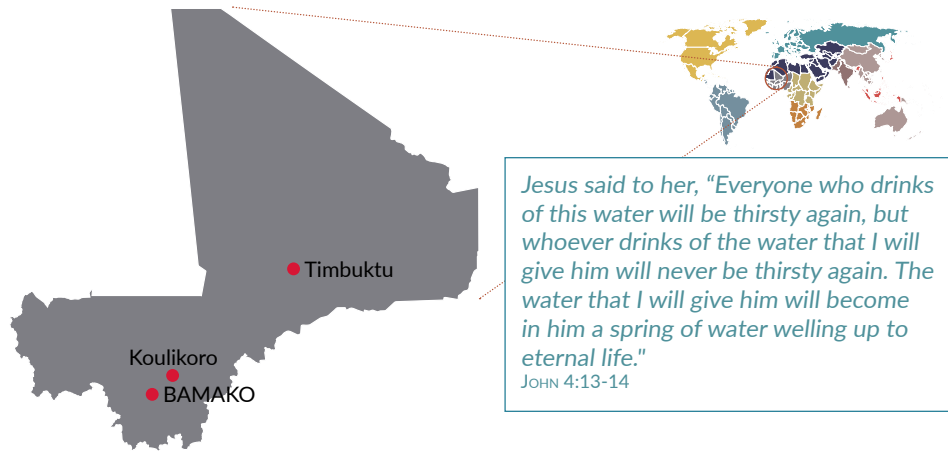 Timbuktu
Koulikoro
BAMAKO
Jesus said to her, “Everyone who drinks
of this water will be thirsty again, but
whoever drinks of the water that I will
give him will never be thirsty again. The
water that I will give him will become
in him a spring of water welling up to
eternal life."
John 4:13-14